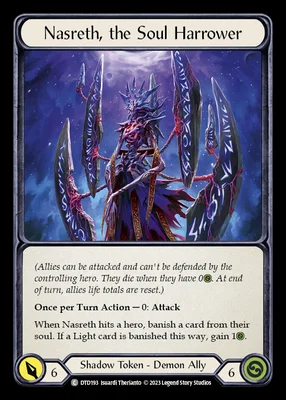 Nasreth, the Soul Harrower
(Allies can be attacked and can't be defended by the
controlling hero. They die when they have 0. At end
of turn, allies life totals are reset.)
Once per Turn Action — 0: Attack
When Nasreth hits a hero, banish a card from their
soul. If a Light card is banished this way, gain 1.
6
Shadow Token - Demon Ally
6
C DTD193 Isuardi Therianto © 2023 Legend Story Studios